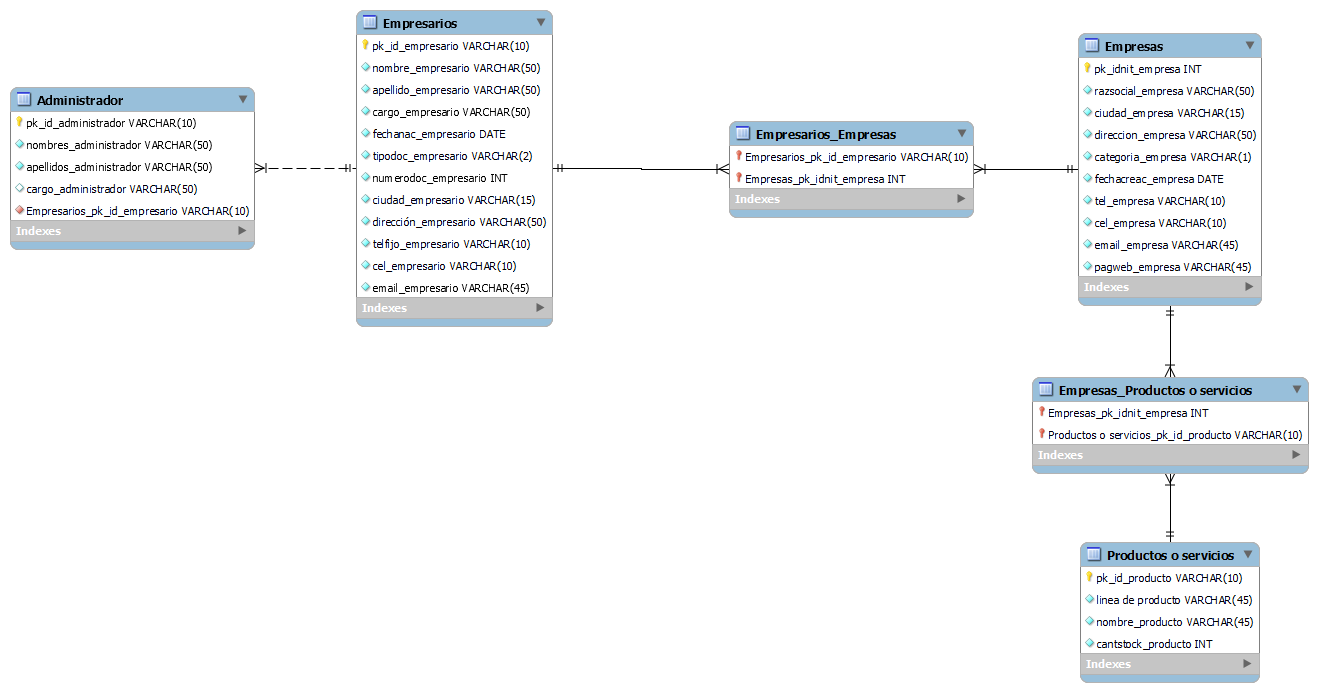 Administrador
pk_id_administrador VARCHAR(10)
nombres_administrador VARCHAR(50)
apellidos_administrador VARCHAR(50)
cargo_administrador VARCHAR(50)
Empresarios_pk_id_empresario VARCHAR(10)
Indexes
Empresarios
pk_id_empresario VARCHAR(10)
nombre_empresario VARCHAR(50)
apellido_empresario VARCHAR(50)
cargo_empresario VARCHAR(50)
fechanac_empresario DATE
tipodoc_empresario VARCHAR(2)
numerodoc_empresario INT
ciudad_empresario VARCHAR(15)
dirección_empresario VARCHAR(50)
telfijo_empresario VARCHAR(10)
cel_empresario VARCHAR(10)
email_empresario VARCHAR(45)
Indexes
Empresarios_Empresas
Empresarios_pk_id_empresario VARCHAR(10)
Empresas_pk_idnit_empresa INT
Indexes
Empresas
pk_idnit_empresa INT
razsocial_empresa VARCHAR(50)
ciudad_empresa VARCHAR(15)
direccion_empresa VARCHAR(50)
categoria_empresa VARCHAR(1)
fechacreac_empresa DATE
tel_empresa VARCHAR(10)
cel_empresa VARCHAR(10)
email_empresa VARCHAR(45)
pagweb_empresa VARCHAR(45)
Indexes
Empresas_Productos o servicios
Empresas_pk_idnit_empresa INT
Productos o servicios_pk_id_producto VARCHAR(10)
Indexes
Productos o servicios
pk_id_producto VARCHAR(10)
linea de producto VARCHAR(45)
nombre_producto VARCHAR(45)
cantstock_producto INT
Indexes